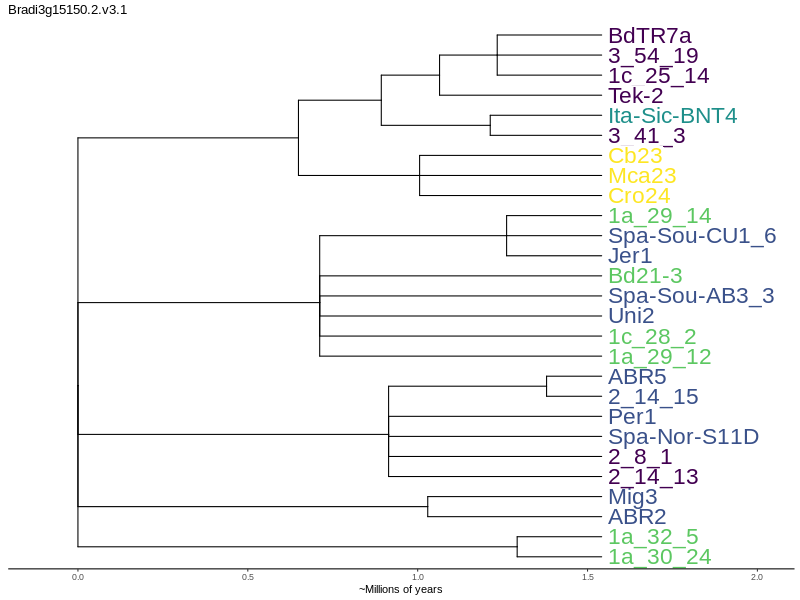 Bradi3g15150.2.v3.1
BdTR7a
3_54_19
1c_25_14
Tek-2
Ita-Sic-BNT4
3_41_3
Cb23
Mca23
Cro24
1a_29_14
Spa-Sou-CU1_6
Jer1
Bd21-3
Spa-Sou-AB3_3
Uni2
1c_28_2
1a_29_12
ABR5
2_14_15
Per1
Spa-Nor-S11D
2_8_1
2_14_13
Mig3
ABR2
1a_32_5
1a_30_24
0.0 0.5 1.0 1.5 2.0
~Millions of years